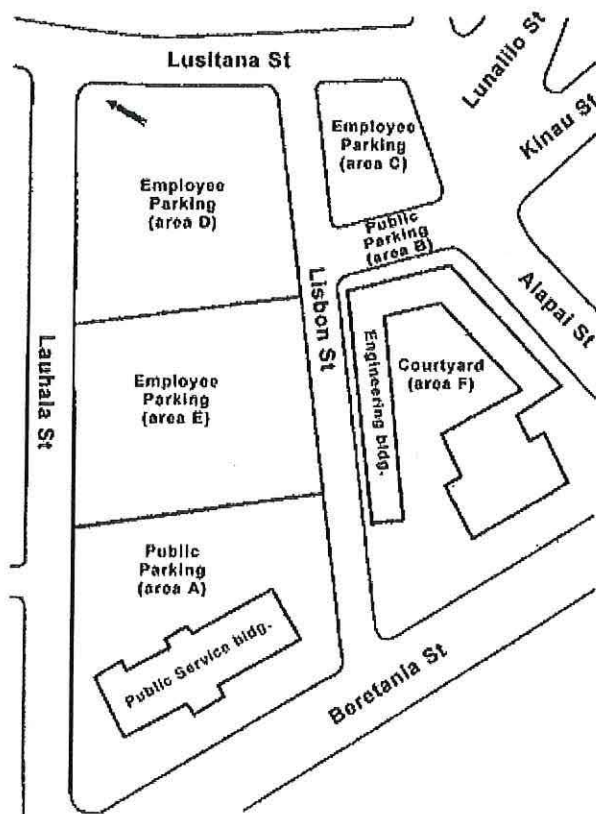 Lusitana St
Lunalilo St
Kinau St
Employee
Parking
(area C)
Employee
Parking
(area D)
Public
Parking
(area B)
Lisbon St
Alapai St
Lauhala St
Engineering bldg.
Courtyard
(area F)
Employee
Parking
(area E)
Public
Parking
(area A)
Public Service bldg.
Beretania St